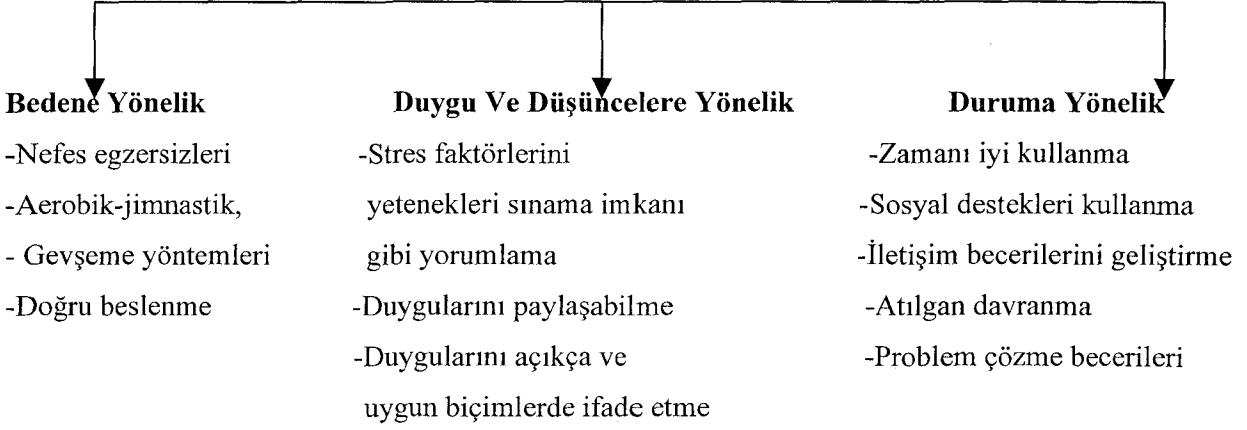 Bedene Yönelik
-Nefes egzersizleri
-Aerobik-jimnastik,
- Gevşeme yöntemleri
-Doğru beslenme
Duygu Ve Düşüncelere Yönelik
-Stres faktörlerini
yetenekleri sınama imkanı
gibi yorumlama
-Duygularını paylaşabilme
-Duygularını açıkça ve
uygun biçimlerde ifade etme
Duruma Yönelik
-Zamanı iyi kullanma
-Sosyal destekleri kullanma
-İletişim becerilerini geliştirme
-Atılgan davranma
-Problem çözme becerileri